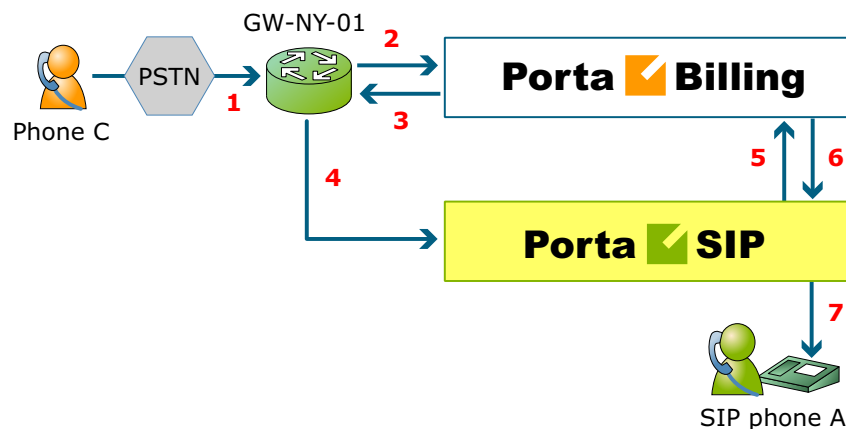 GW-NY-01
2
Porta Billing
PSTN
1
3
Phone C
4
5
6
Porta SIP
7
SIP phone A